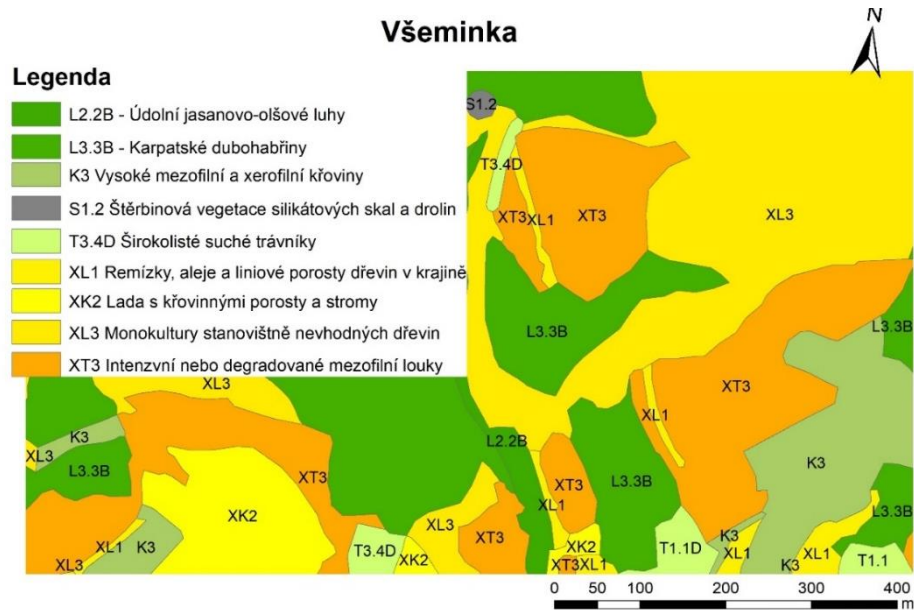 Všeminka
N
Legenda
L2.2B - Údolní jasanovo-olšové luhy
L3.3B - Karpatské dubohabřiny
K3 Vysoké mezofilní a xerofilní křoviny
S1.2 Štěrbinová vegetace silikátových skal a drolin
T3.4D Širokolisté suché trávníky
XL1 Remízky, aleje a liniové porosty dřevin v krajině
XK2 Lada s křovinnými porosty a stromy
XL3 Monokultury stanovištně nevhodných dřevin
XT3 Intenzvní nebo degradované mezofilní louky
S1.2
T3.4D
XT3
XL1
XT3
XL3
L3.3B
L3.3B
XL3
XT3
XL1
K3
L2.2B
XL3
L3.3B
K3
XT3
XT3
L3.3B
XK2
XL1
L3.3B
XL3
XL1
K3
T3.4D
XK2
XL3
XT3
XK2
T1.1D
K3
XL1
XL1
XL3
XT3
XL1
K3
T1.1
0 50 100 200 300 400
m